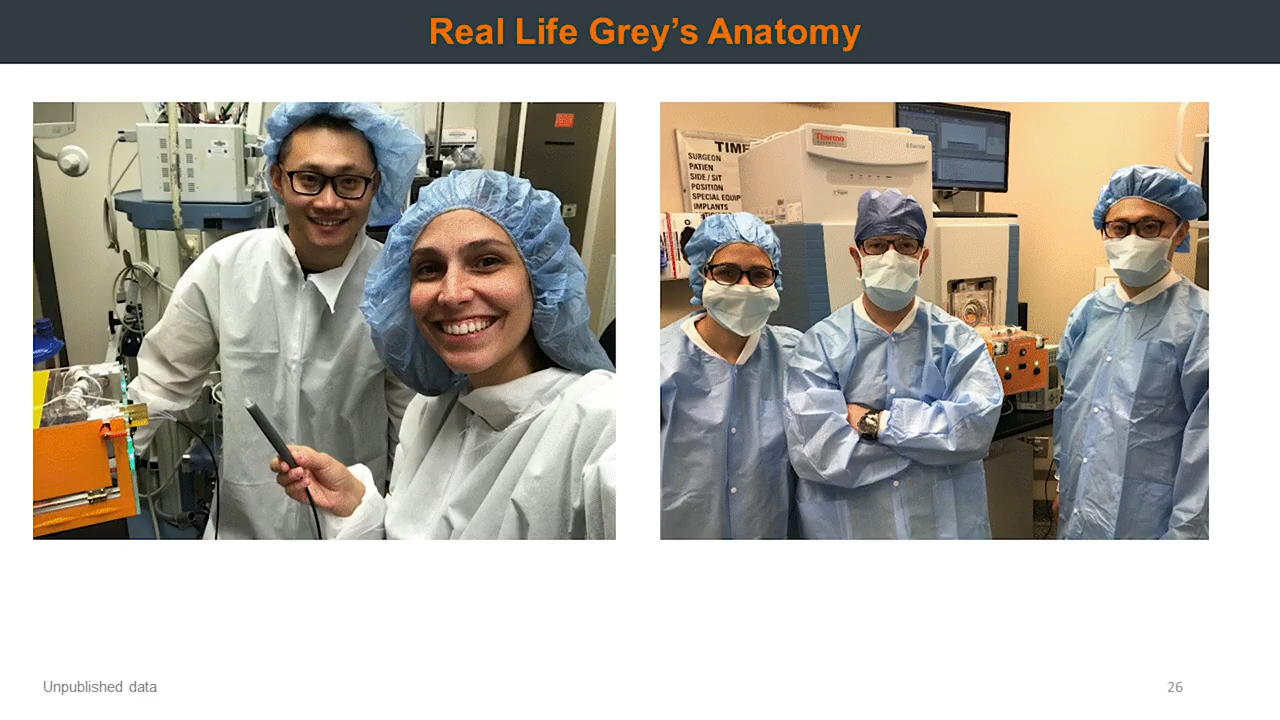 Real Life Grey's Anatomy
TIME
SURGEON
PATIEN
SIDE / SIT
POSITION
SPECIAL EQUIP
IMPLANTS
Thermo
Unpublished data
26